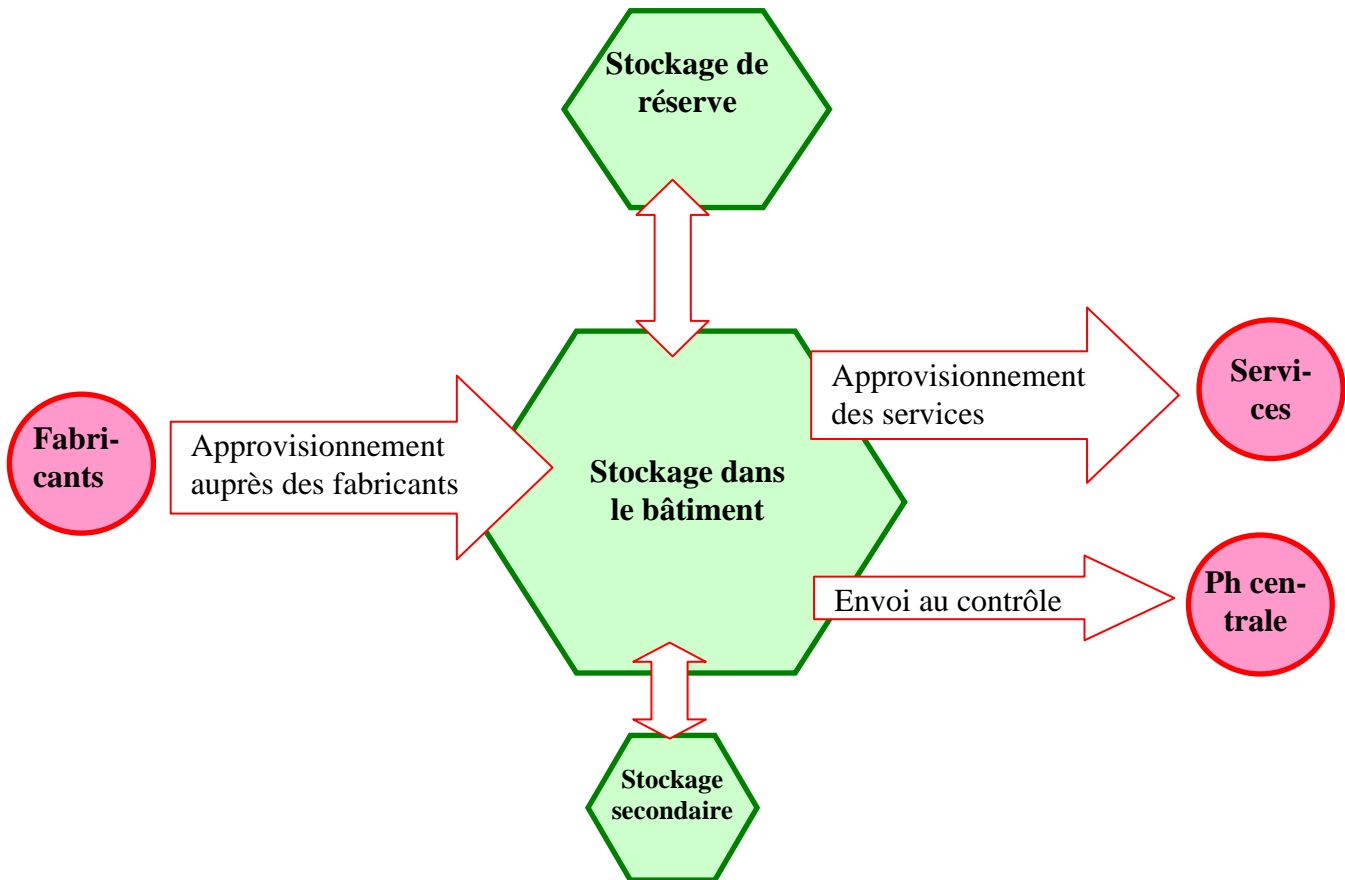 Stockage de
réserve
Approvisionnement
des services
Servi-
ces
Fabri-
cants
Approvisionnement
auprès des fabricants
Stockage dans
le bâtiment
Envoi au contrôle
Ph cen-
trale
Stockage
secondaire